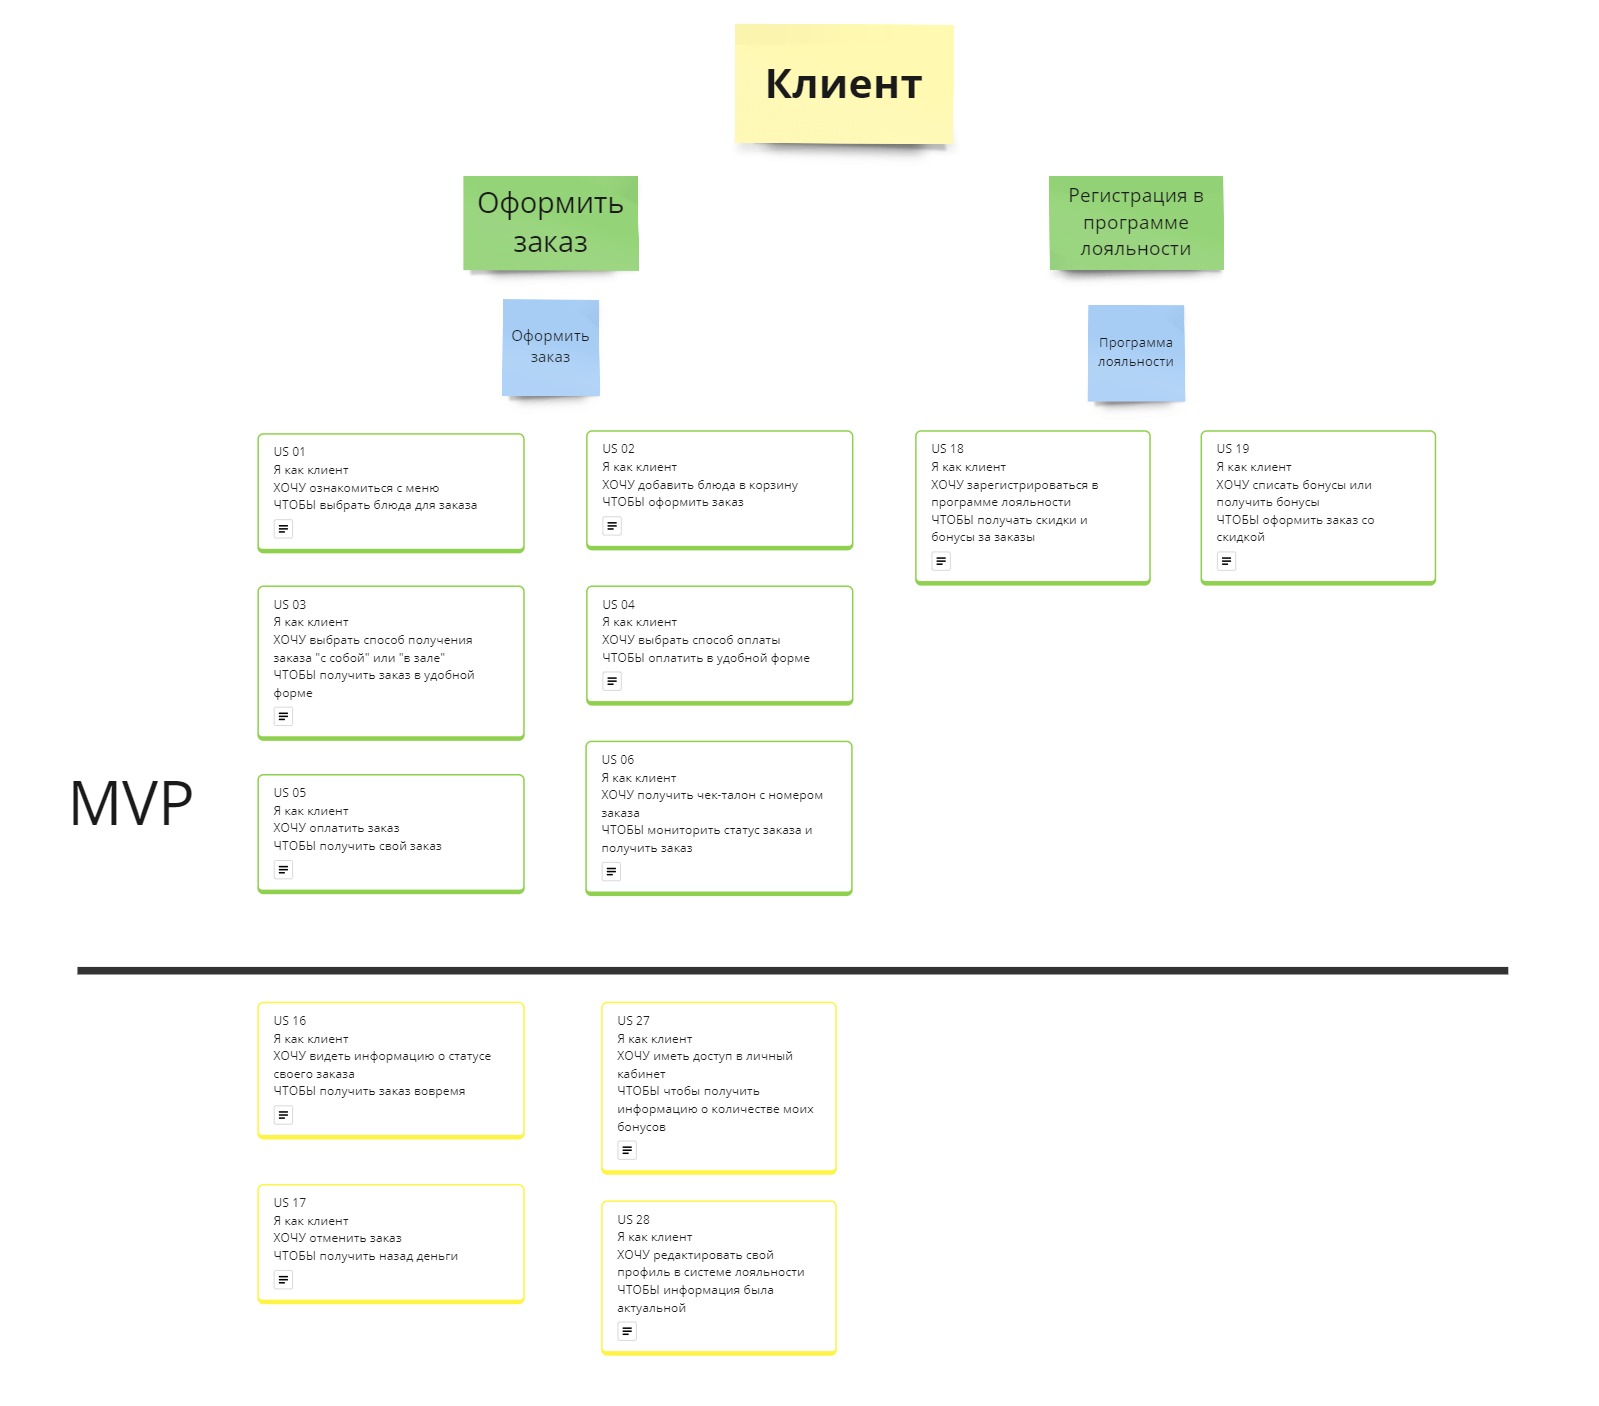 Клиент
Оформить
заказ
Регистрация в
программе
лояльности
Оформить
заказ
Программа
лояльности
US 01
Я как клиент
ХОЧУ ознакомиться с меню
ЧТОБЫ выбрать блюда для заказа
US 02
Я как клиент
ХОЧУ добавить блюда в корзину
ЧТОБЫ оформить заказ
US 18
Я как клиент
ХОЧУ зарегистрироваться в
программе лояльности
ЧТОБЫ получать скидки и
бонусы за заказы
US 19
Я как клиент
ХОЧУ списать бонусы или
получить бонусы
ЧТОБЫ оформить заказ со
скидкой
US 03
Я как клиент
ХОЧУ выбрать способ получения
заказа "с собой" или "в зале"
ЧТОБЫ получить заказ в удобной
форме
US 04
Я как клиент
ХОЧУ выбрать способ оплаты
ЧТОБЫ оплатить в удобной форме
MVP
US 05
Я как клиент
ХОЧУ оплатить заказ
ЧТОБЫ получить свой заказ
US 06
Я как клиент
ХОЧУ получить чек-талон с номером
заказа
ЧТОБЫ мониторить статус заказа и
получить заказ
US 16
Я как клиент
ХОЧУ видеть информацию о статусе
своего заказа
ЧТОБЫ получить заказ вовремя
US 27
Я как клиент
ХОЧУ иметь доступ в личный
кабинет
ЧТОБЫ чтобы получить
информацию о количестве моих
бонусов
US 17
Я как клиент
ХОЧУ отменить заказ
ЧТОБЫ получить назад деньги
US 28
Я как клиент
ХОЧУ редактировать свой
профиль в системе лояльности
ЧТОБЫ информация была
актуальной